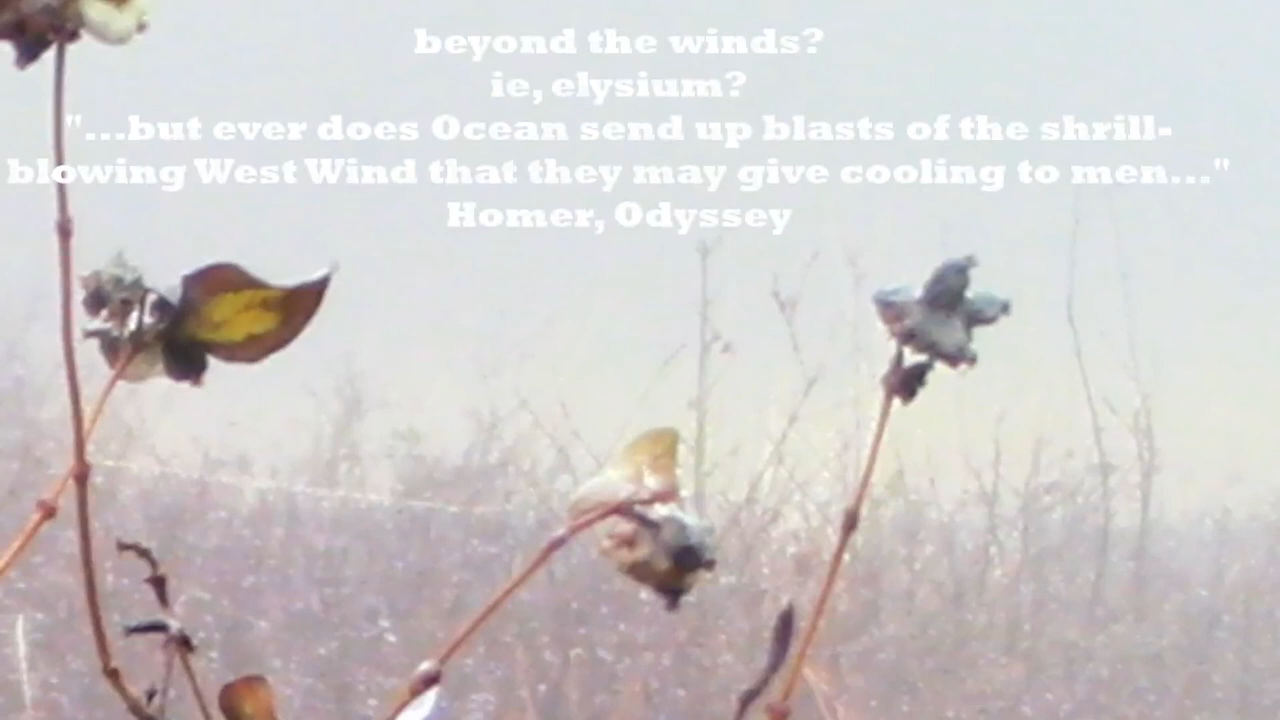 beyond the winds?
ie, elysium?
"...but ever does Ocean send up blasts of the shrill-
blowing West Wind that they may give cooling to men..."
Homer, Odyssey